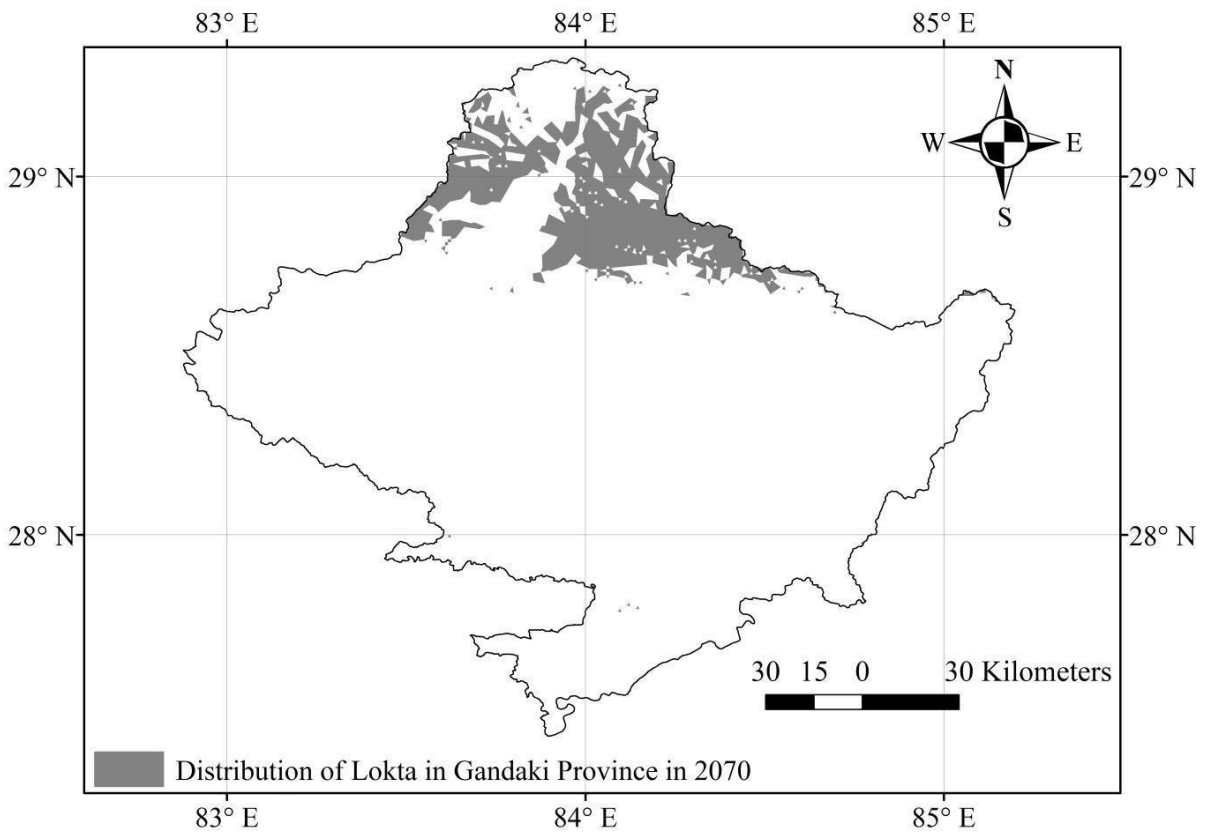 83° E 84° E 85° E
N
W E
S
29° N 29° N
28° N 28° N
30 15 0 30 Kilometers
Distribution of Lokta in Gandaki Province in 2070
83° E 84° E 85° E